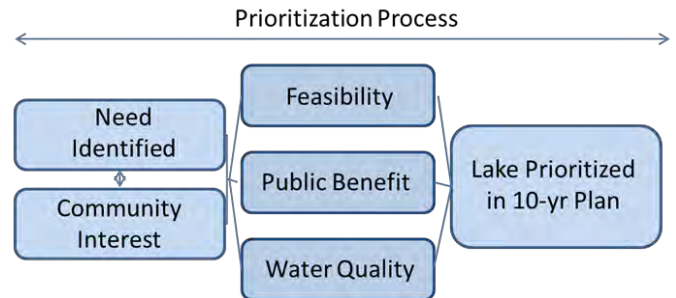 Prioritization Process
Need
Identified
Community
Interest
Feasibility
Public Benefit
Water Quality
Lake Prioritized
in 10-yr Plan